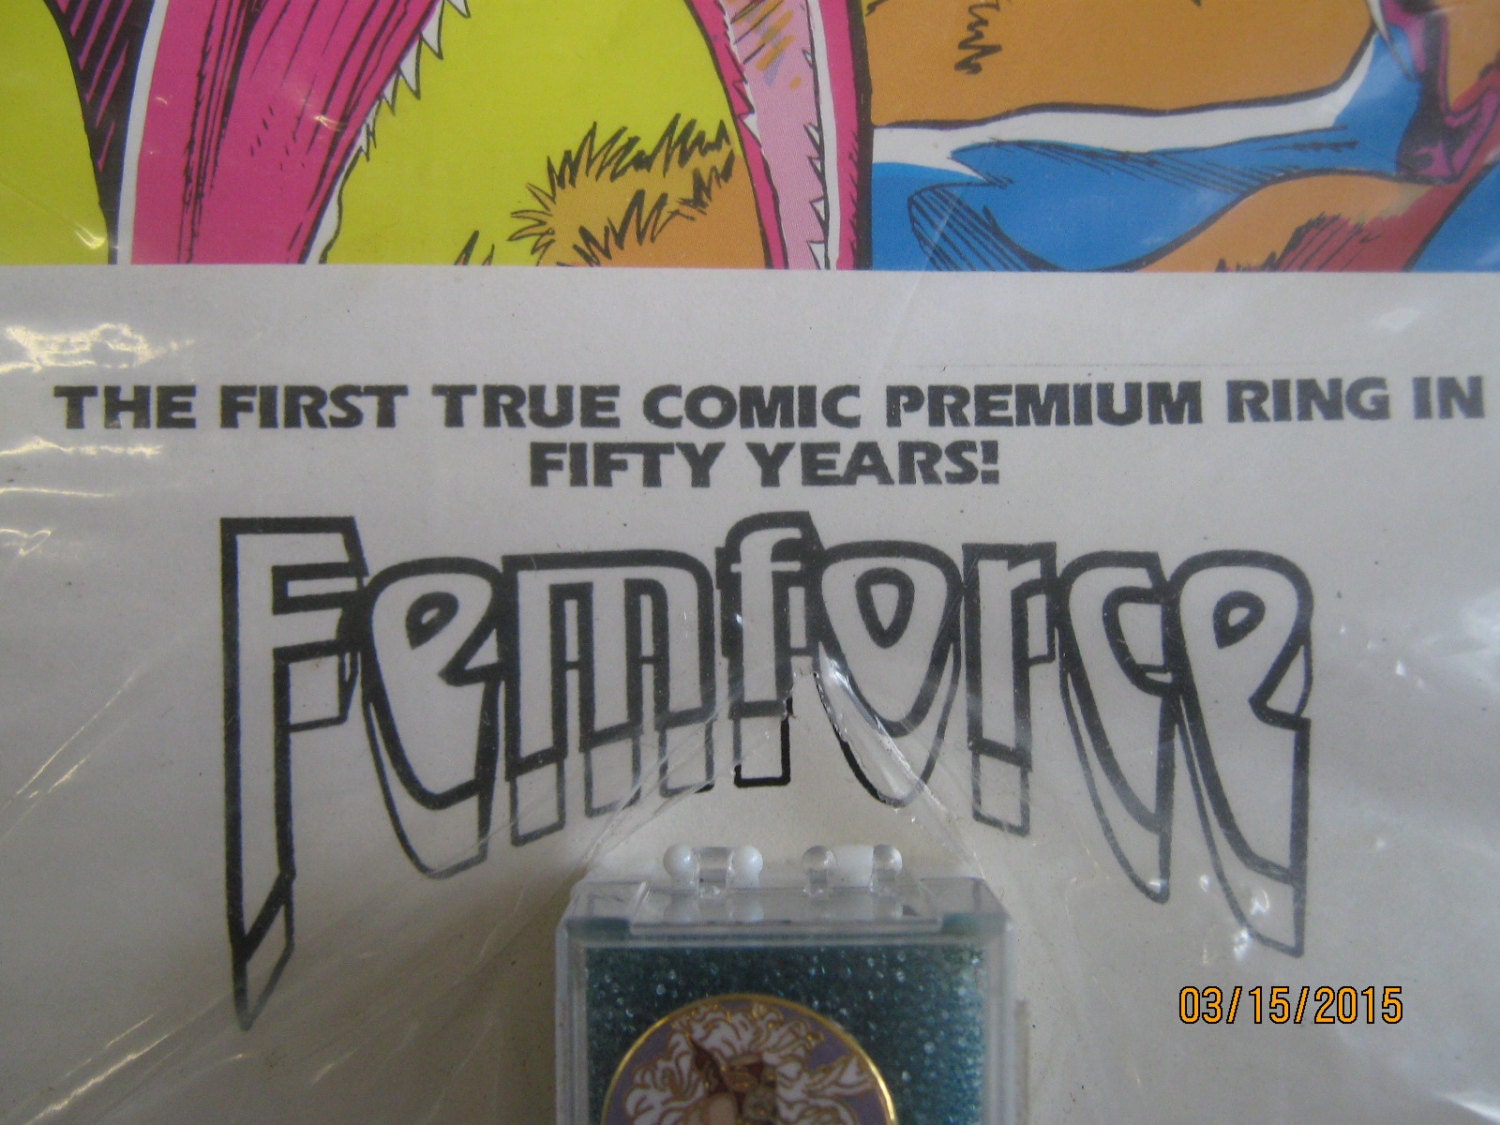 THE FIRST TRUE COMIC PREMIUM RING IN
FIFTY YEARS!
Femforce
03/15/2015